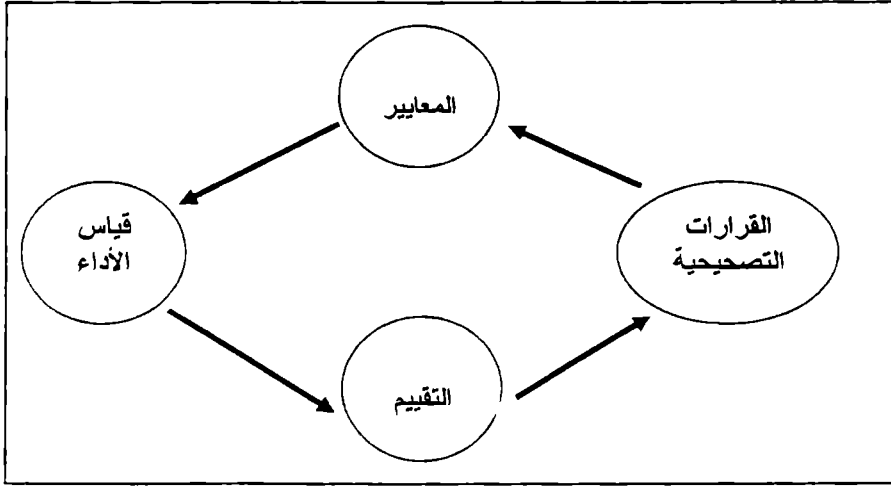 المعايير
القرارات
التصحيحية
قياس
الأداء
التقييم